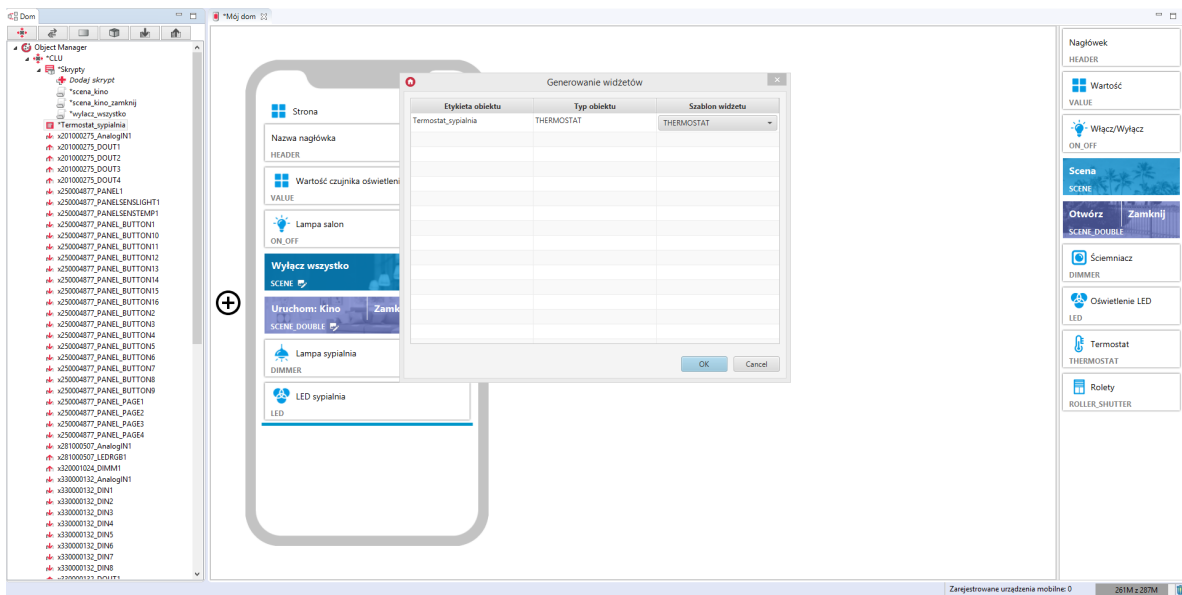 Dom
*Mój dom
Object Manager
*CLU
*Skrypty
Dodaj skrypt
*scena_kino
*scena_kino_zamknij
*wylacz_wszystko
*Termostat_sypialnia
x201000275_AnalogIN1
x201000275_DOUT1
x201000275_DOUT2
x201000275_DOUT3
x201000275_DOUT4
x250004877_PANEL1
x250004877_PANELSENSLIGHT1
x250004877_PANELSENSTEMP1
x250004877_PANEL_BUTTON1
x250004877_PANEL_BUTTON10
x250004877_PANEL_BUTTON11
x250004877_PANEL_BUTTON12
x250004877_PANEL_BUTTON13
x250004877_PANEL_BUTTON14
x250004877_PANEL_BUTTON15
x250004877_PANEL_BUTTON16
x250004877_PANEL_BUTTON2
x250004877_PANEL_BUTTON3
x250004877_PANEL_BUTTON4
x250004877_PANEL_BUTTON5
x250004877_PANEL_BUTTON6
x250004877_PANEL_BUTTON7
x250004877_PANEL_BUTTON8
x250004877_PANEL_BUTTON9
x250004877_PANEL_PAGE1
x250004877_PANEL_PAGE2
x250004877_PANEL_PAGE3
x250004877_PANEL_PAGE4
x281000507_AnalogIN1
x281000507_LEDRGB1
x320001024_DIMM1
x330000132_AnalogIN1
x330000132_DIN1
x330000132_DIN2
x330000132_DIN3
x330000132_DIN4
x330000132_DIN5
x330000132_DIN6
x330000132_DIN7
x330000132_DIN8
x330000132_DOUT1
Strona
Nazwa nagłówka
HEADER
Wartość czujnika oświetleni
VALUE
Lampa salon
ON_OFF
Wyłącz wszystko
SCENE
Uruchom: Kino Zamk
SCENE_DOUBLE
Lampa sypialnia
DIMMER
LED sypialnia
LED
Generowanie widżetów
Etykieta obiektu Typ obiektu Szablon widżetu
Termostat_sypialnia THERMOSTAT THERMOSTAT
OK Cancel
Nagłówek
HEADER
Wartość
VALUE
Włącz/Wyłącz
ON_OFF
Scena
SCENE
Otwórz Zamknij
SCENE_DOUBLE
Ściemniacz
DIMMER
Oświetlenie LED
LED
Termostat
THERMOSTAT
Rolety
ROLLER_SHUTTER
Zarejestrowane urządzenia mobilne: 0 261M z 287M